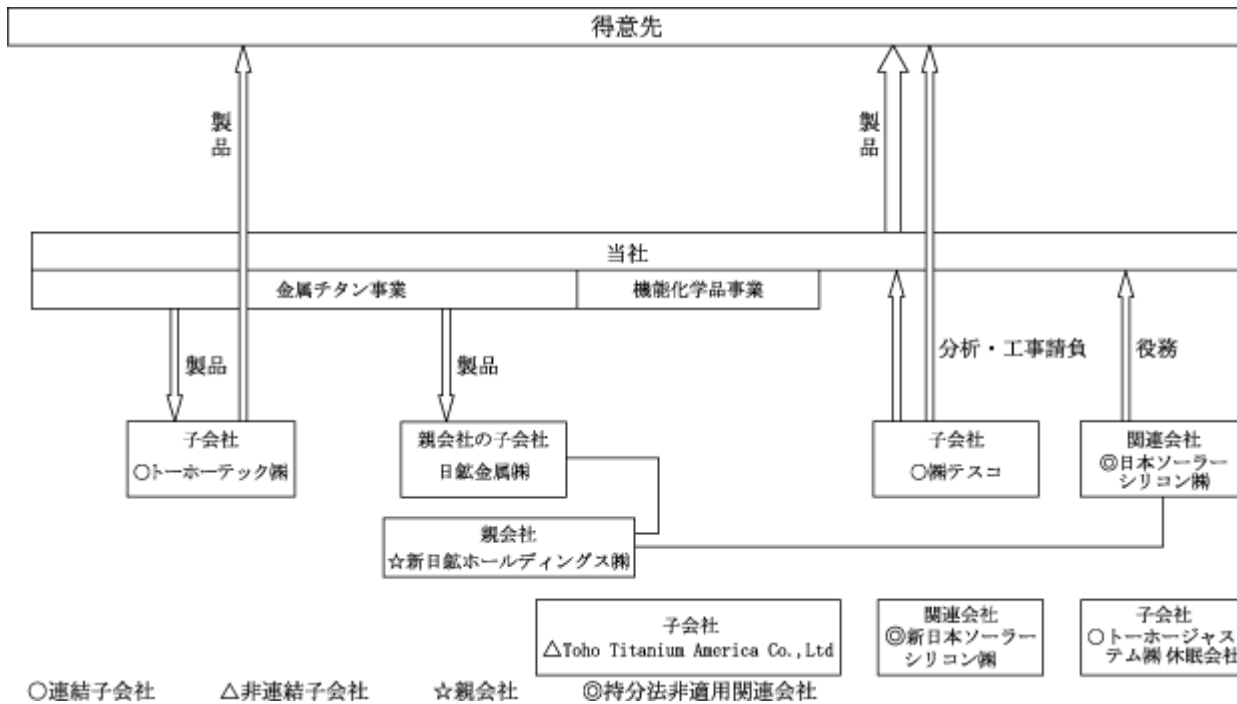 得意先
製品
製品
当社
金属チタン事業
機能化学品事業
製品
製品
分析・工事請負
役務
子会社
○トーホーテック㈱
親会社の子会社
日鉱金属㈱
子会社
○㈱テスコ
関連会社
◎日本ソーラー
シリコン㈱
親会社
☆新日鉱ホールディングス㈱
子会社
△Toho Titanium America Co.,Ltd
関連会社
◎新日本ソーラー
シリコン㈱
子会社
○トーホージャス
テム㈱休眠会社
○連結子会社 △非連結子会社 ☆親会社 ◎持分法非適用関連会社